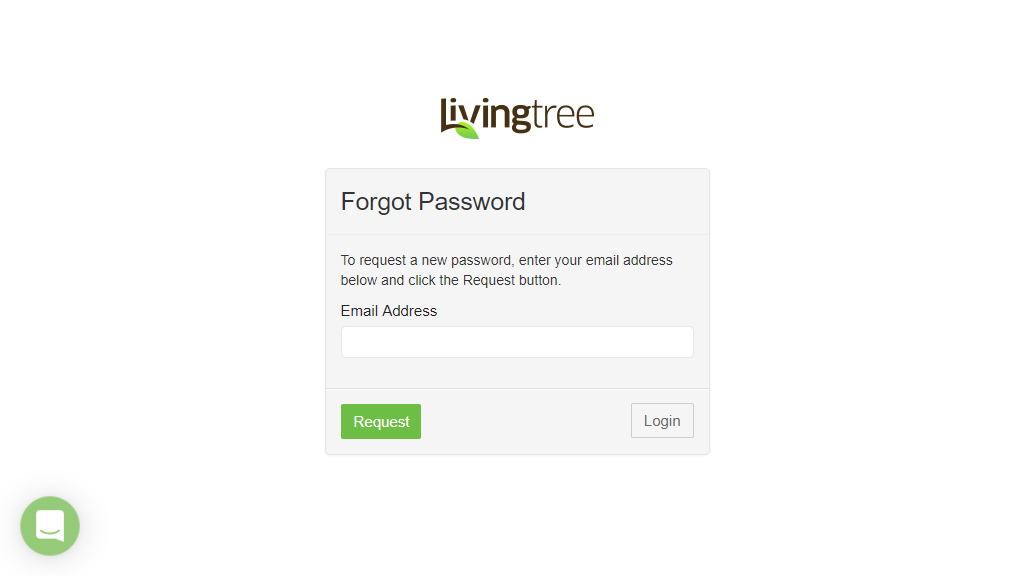 livingtree
Forgot Password
To request a new password, enter your email address
below and click the Request button.
Email Address
Request
Login